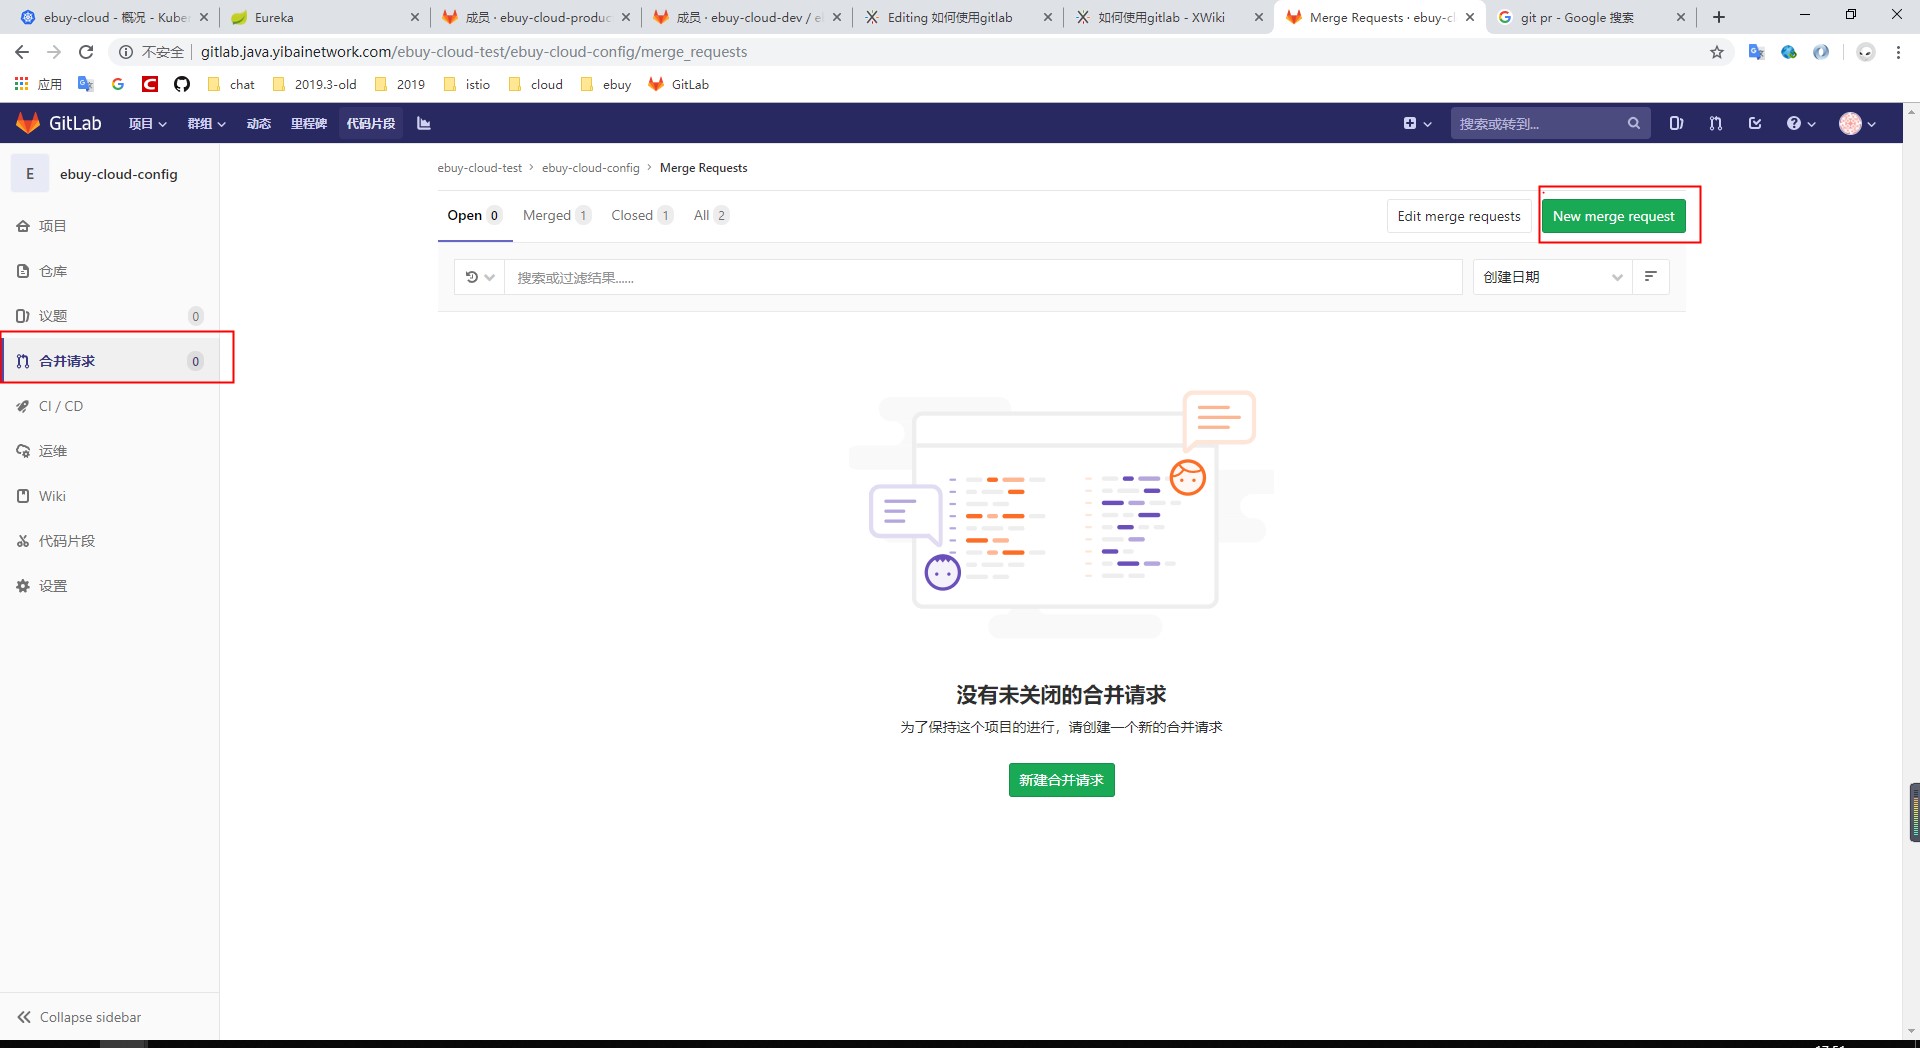 ebuy-cloud - 概况 - Kube
Eureka
成员 · ebuy-cloud-produc
成员 · ebuy-cloud-dev / e
Editing 如何使用gitlab
如何使用gitlab - XWiki
Merge Requests · ebuy-c
git pr - Google 搜索
不安全
gitlab.java.yibainetwork.com/ebuy-cloud-test/ebuy-cloud-config/merge_requests
应用
chat
2019.3-old
2019
istio
cloud
ebuy
GitLab
GitLab
项目
群组
动态
里程碑
代码片段
搜索或转到...
E
ebuy-cloud-config
项目
仓库
议题 0
合并请求 0
CI / CD
运维
Wiki
代码片段
设置
Collapse sidebar
ebuy-cloud-test › ebuy-cloud-config › Merge Requests
Open 0
Merged 1
Closed 1
All 2
Edit merge requests
New merge request
搜索或过滤结果......
创建日期
没有未关闭的合并请求
为了保持这个项目的进行，请创建一个新的合并请求
新建合并请求